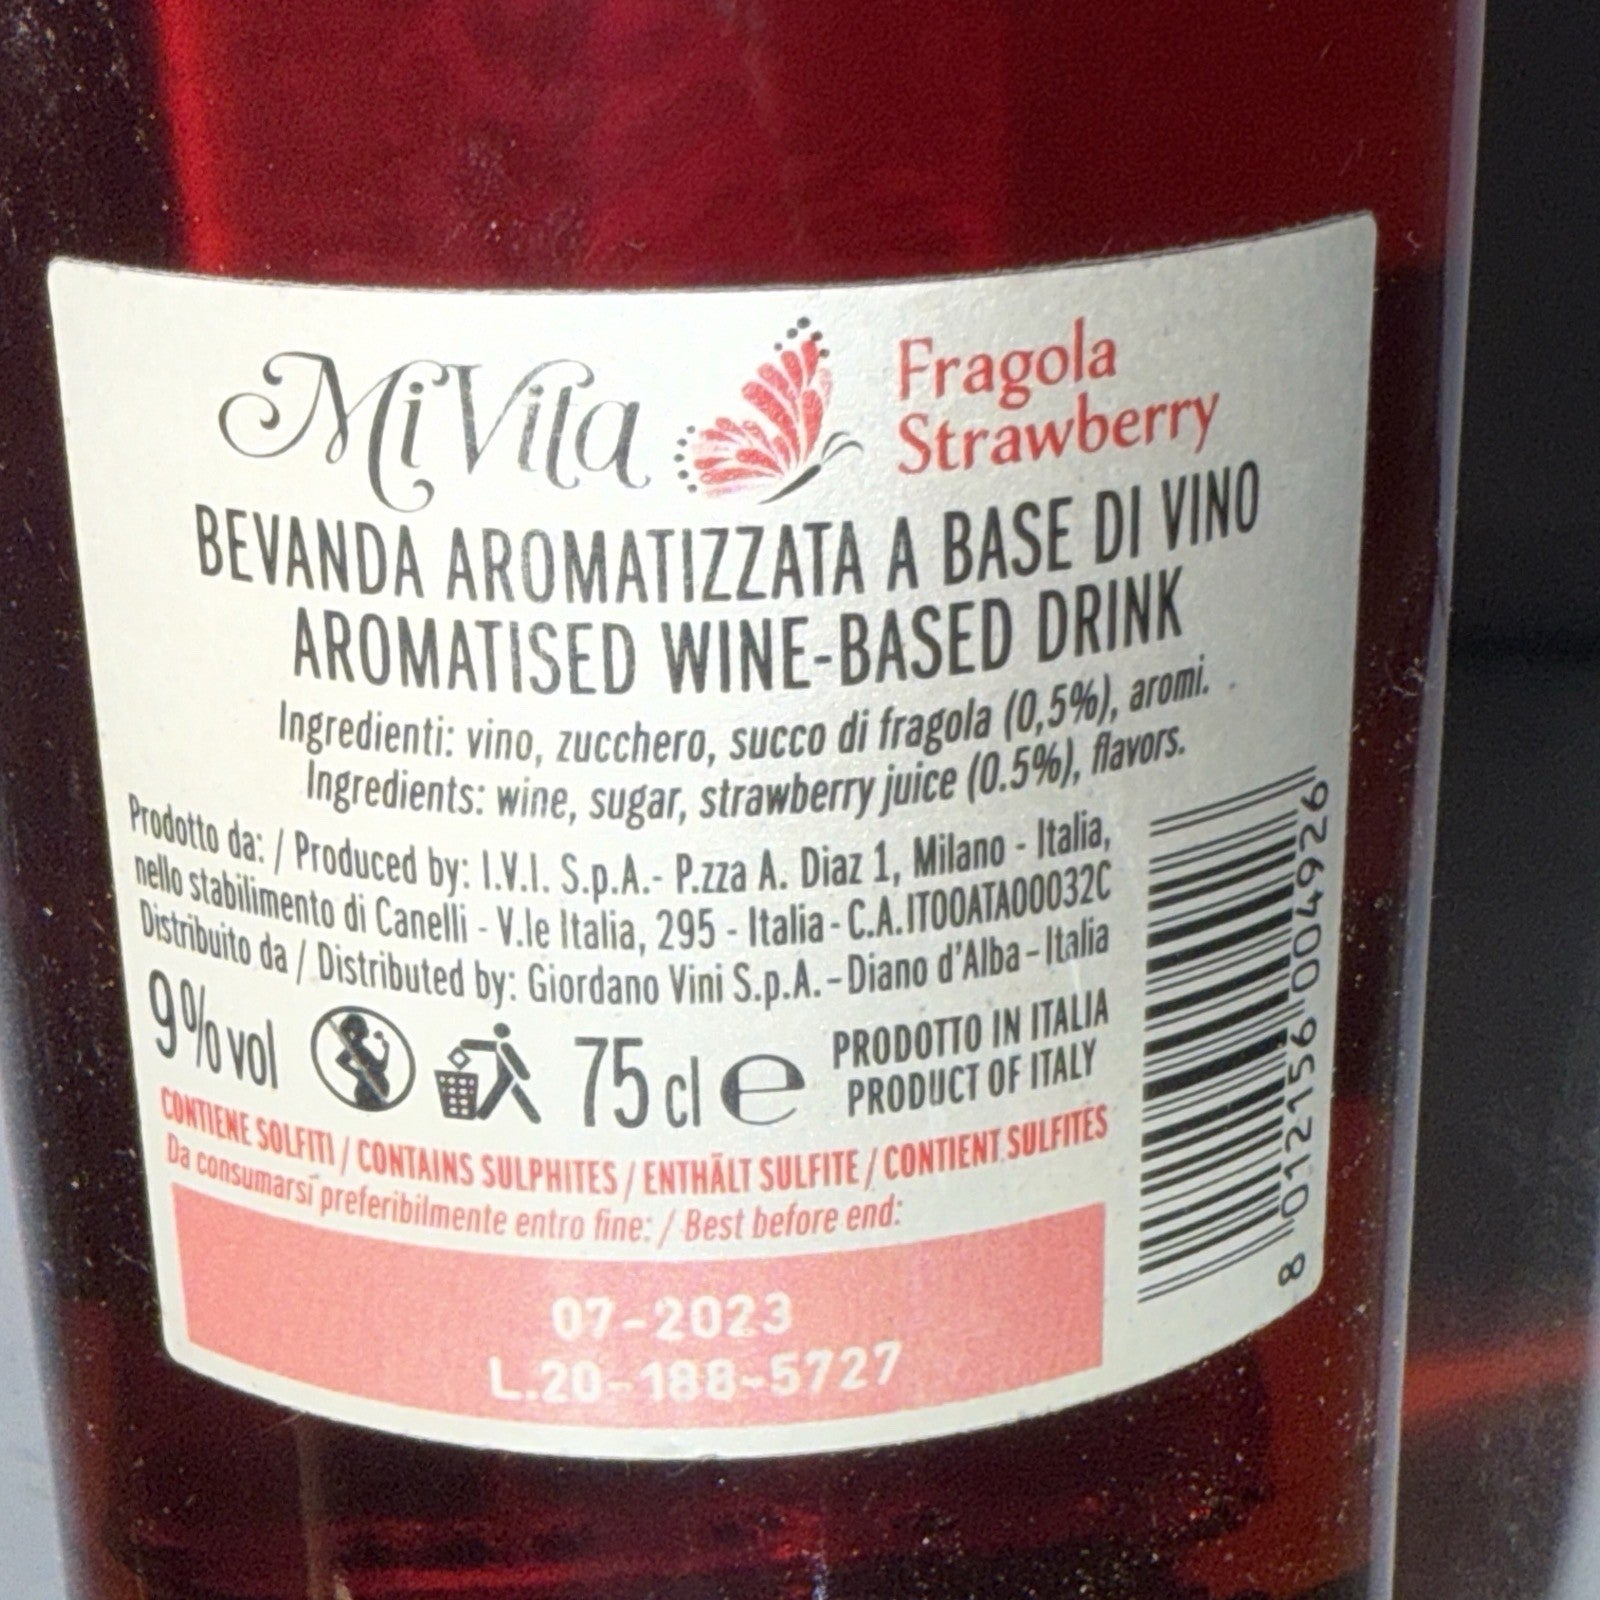 MiVita
Fragola
Strawberry
BEVANDA AROMATIZZATA A BASE DI VINO
AROMATISED WINE-BASED DRINK
Ingredienti: vino, zucchero, succo di fragola (0,5%), aromi.
Ingredients: wine, sugar, strawberry juice (0.5%), flavors.
Prodotto da: / Produced by: I.V.I. S.p.A.- P.zza A. Diaz 1, Milano - Italia,
nello stabilimento di Canelli - V.le Italia, 295 - Italia - C.A.IT00ATA00032C
Distribuito da / Distributed by: Giordano Vini S.p.A. - Diano d'Alba - Italia
9% vol
75 cl e
PRODOTTO IN ITALIA
PRODUCT OF ITALY
CONTIENE SOLFITI / CONTAINS SULPHITES / ENTHÄLT SULFITE / CONTIENT SULFITES
Da consumarsi preferibilmente entro fine: / Best before end:
07-2023
L.20-188-5727
8 012156 004926